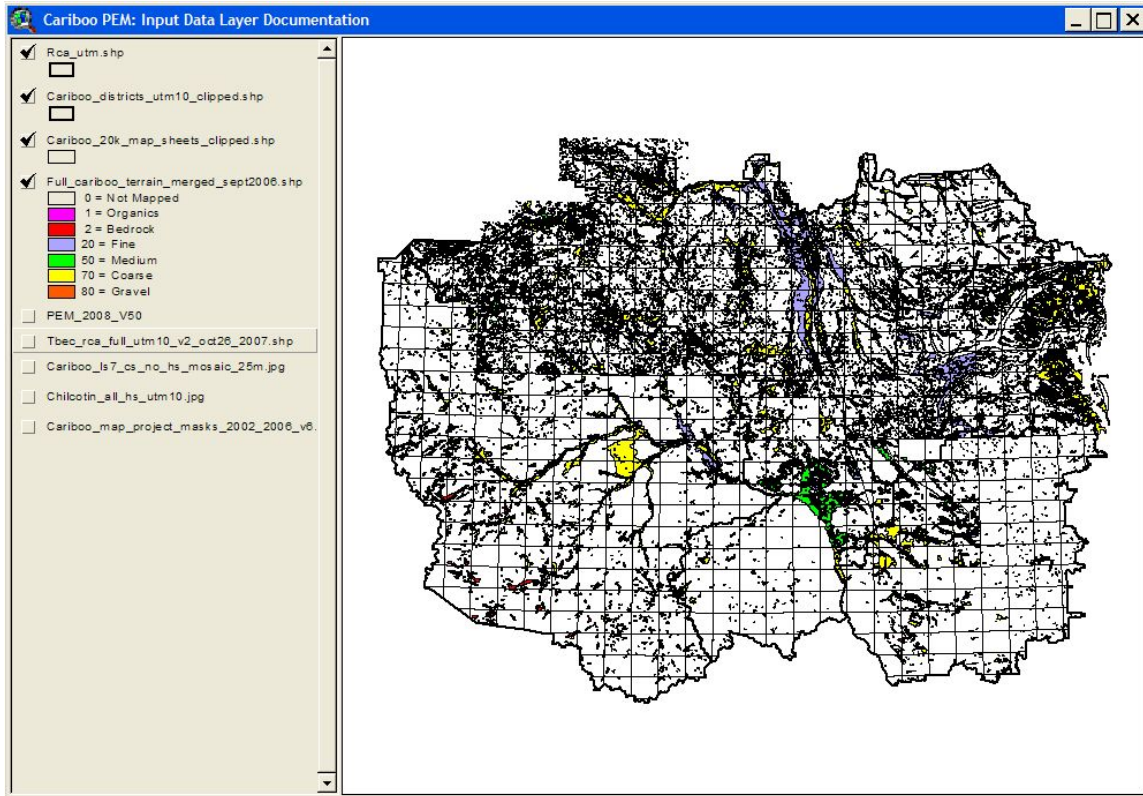 Cariboo PEM: Input Data Layer Documentation
Rca_utm.shp
Cariboo_districts_utm10_clipped.shp
Cariboo_20k_map_sheets_clipped.shp
Full_cariboo_terrain_merged_sept2006.shp
0 = Not Mapped
1 = Organics
2 = Bedrock
20 = Fine
50 = Medium
70 = Coarse
80 = Gravel
PEM_2008_V50
Tbec_rca_full_utm10_v2_oct26_2007.shp
Cariboo_ls7_cs_no_hs_mosaic_25m.jpg
Chilcotin_all_hs_utm10.jpg
Cariboo_map_project_masks_2002_2006_v6.